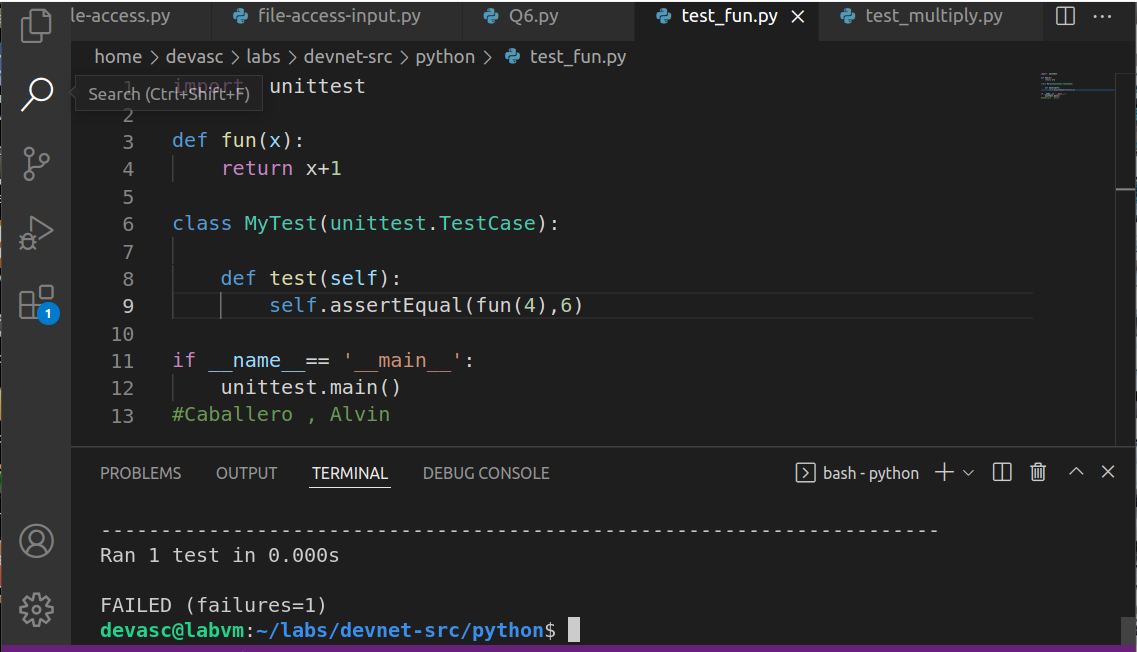 le-access.py file-access-input.py Q6.py test_fun.py test_multiply.py
home > devasc > labs > devnet-src > python > test_fun.py
1 import unittest
Search (Ctrl+Shift+F)
2
3 def fun(x):
4 return x+1
5
6 class MyTest(unittest.TestCase):
7
8 def test(self):
9 self.assertEqual(fun(4),6)
10
11 if __name__== '__main__':
12 unittest.main()
13 #Caballero , Alvin
1
PROBLEMS OUTPUT TERMINAL DEBUG CONSOLE bash - python
----------------------------------------------------------------------
Ran 1 test in 0.000s
FAILED (failures=1)
devasc@labvm:~/labs/devnet-src/python$